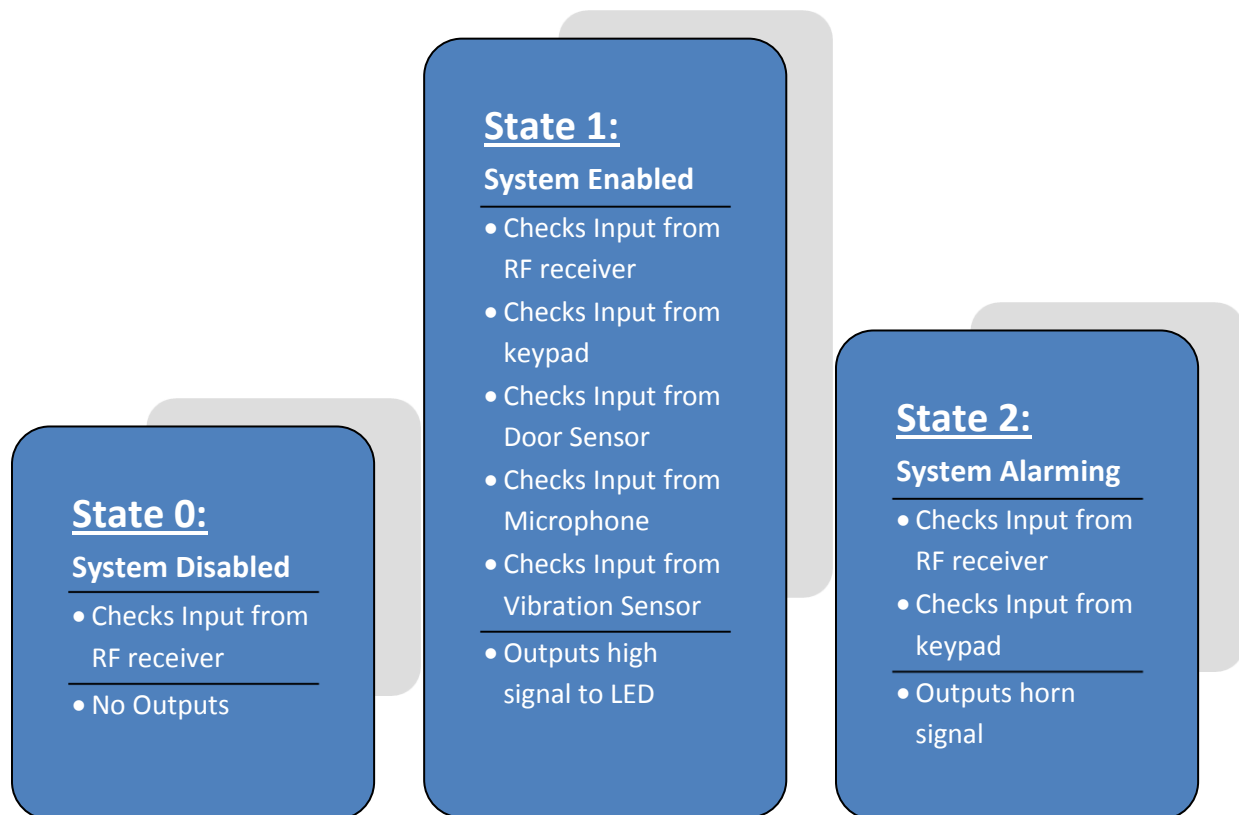 State 0:
System Disabled
• Checks Input from
RF receiver
• No Outputs
State 1:
System Enabled
• Checks Input from
RF receiver
• Checks Input from
keypad
• Checks Input from
Door Sensor
• Checks Input from
Microphone
• Checks Input from
Vibration Sensor
• Outputs high
signal to LED
State 2:
System Alarming
• Checks Input from
RF receiver
• Checks Input from
keypad
• Outputs horn
signal